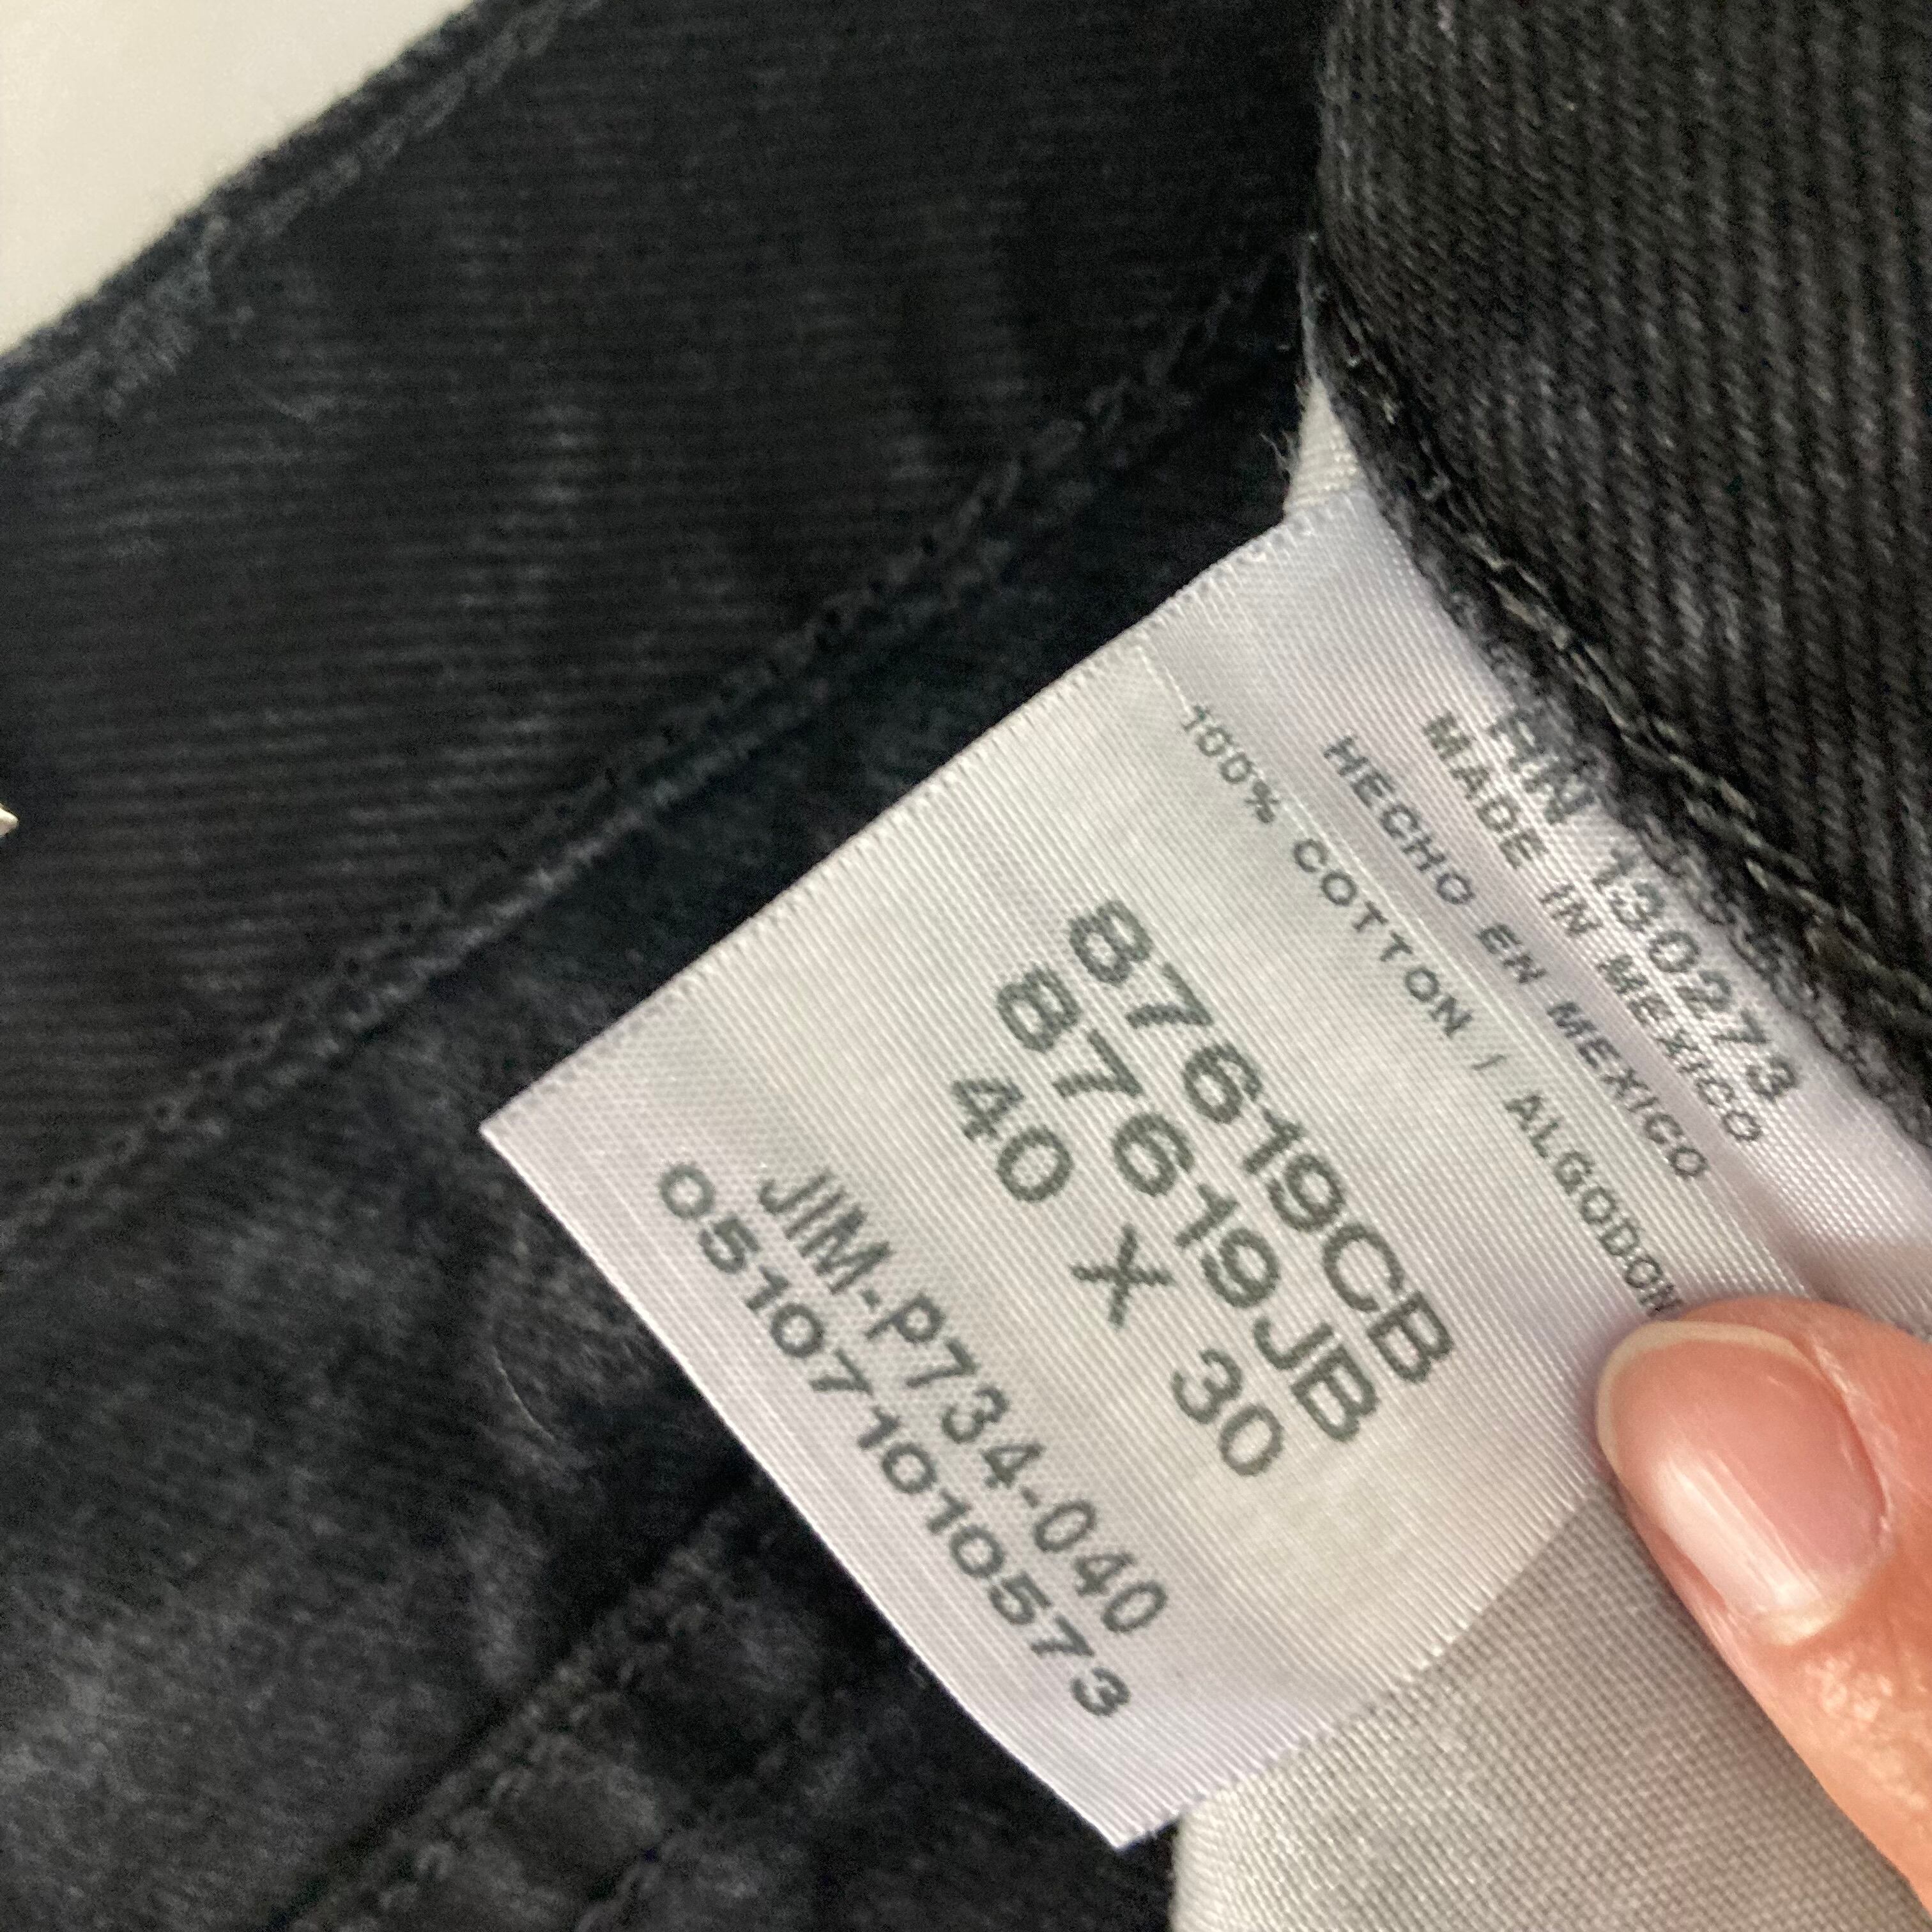 RN 130273
MADE IN MEXICO
HECHO EN MEXICO
100% COTTON / ALGODON
87619CB
87619JB
40 X 30
JIM-P734-040
051071010573